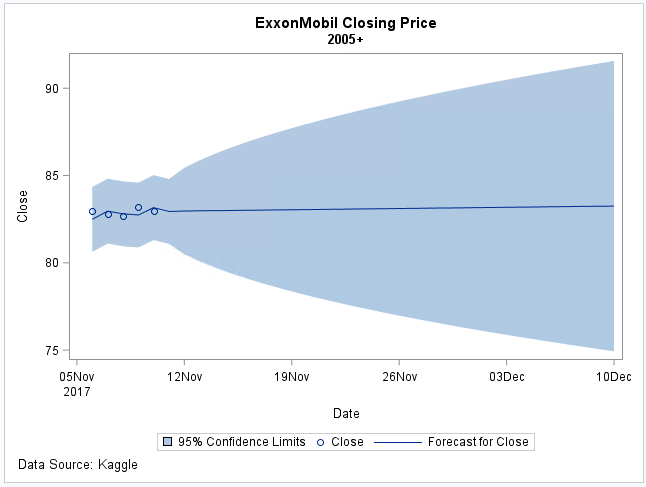 ExxonMobil Closing Price
2005+
90
85
80
75
Close
05Nov 12Nov 19Nov 26Nov 03Dec 10Dec
2017
Date
95% Confidence Limits Close Forecast for Close
Data Source: Kaggle